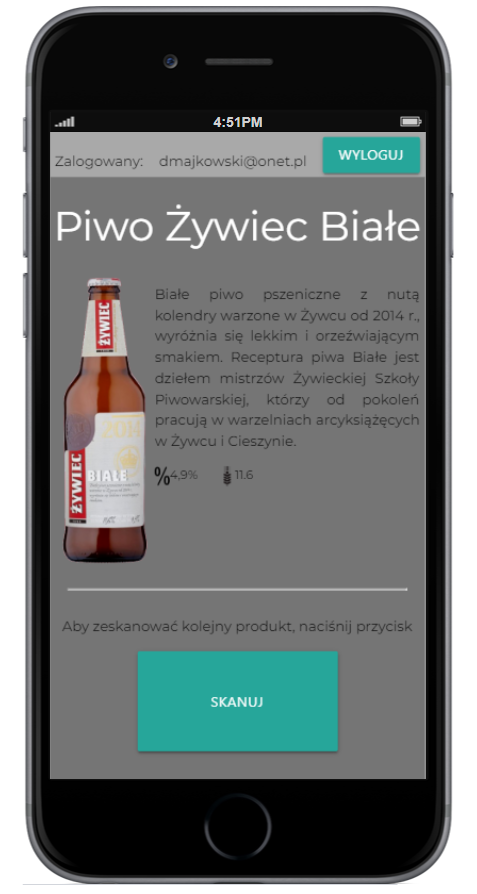 4:51PM
Zalogowany: dmajkowski@onet.pl WYLOGUJ
Piwo Żywiec Białe
Białe piwo pszeniczne z nutą
kolendry warzone w Żywcu od 2014 r.,
wyróżnia się lekkim i orzeźwiającym
smakiem. Receptura piwa Białe jest
dziełem mistrzów Żywieckiej Szkoły
Piwowarskiej, którzy od pokoleń
pracują w warzelniach arcyksiążęcych
w Żywcu i Cieszynie.
% 4,9% 11.6
ŻYWIEC
2014
ŻYWIEC
BIAŁE
Aby zeskanować kolejny produkt, naciśnij przycisk
SKANUJ